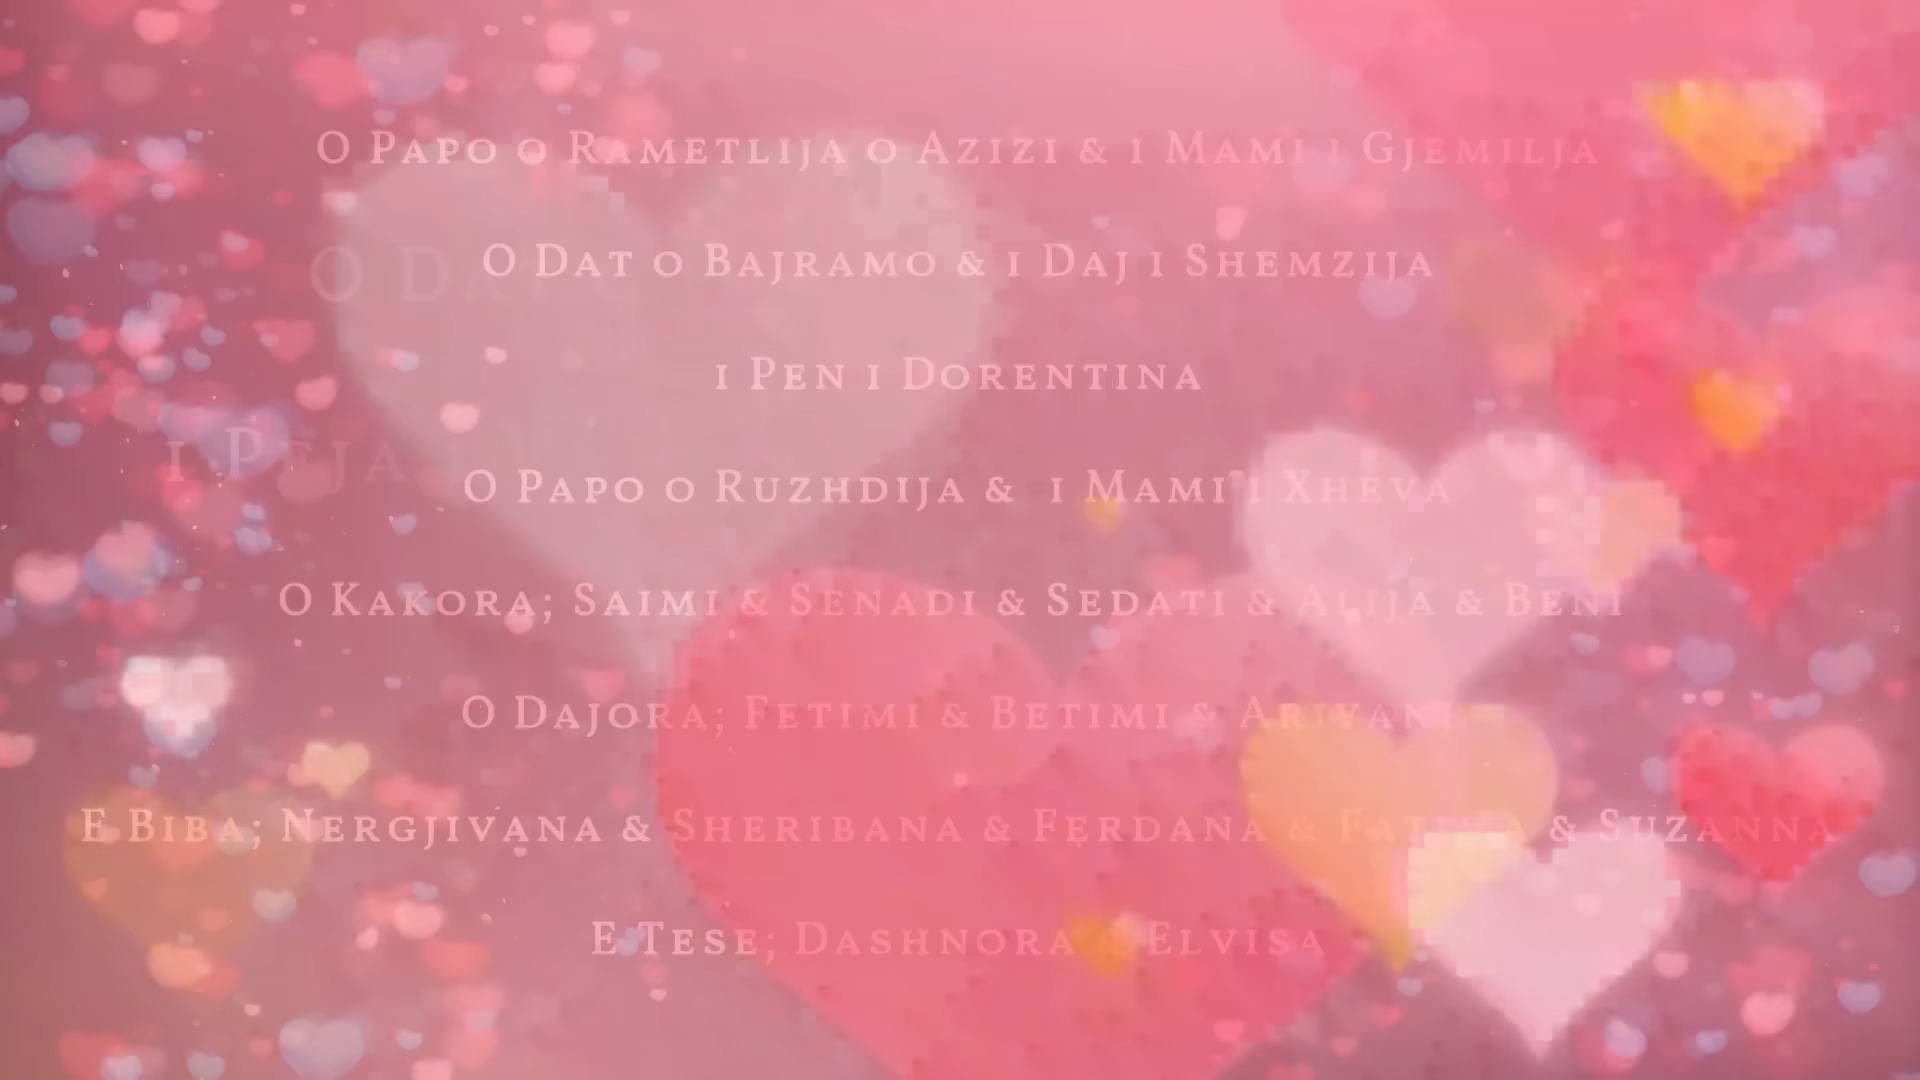 O Papo o Rametlija o Azizi & i Mami i Gjemilja
O Dat o Bajramo & i Daj i Shemzija
i Pen i Dorentina
O Papo o Ruzhdija & i Mami i Xheva
O Kakora; Saimi & Senadi & Sedati & Alija & Beni
O Dajora; Fetimi & Betimi & Ariyani
E Biba; Nergjivana & Sheribana & Ferdana & & Suzanna
E Tese; Dashnora & Elvisa